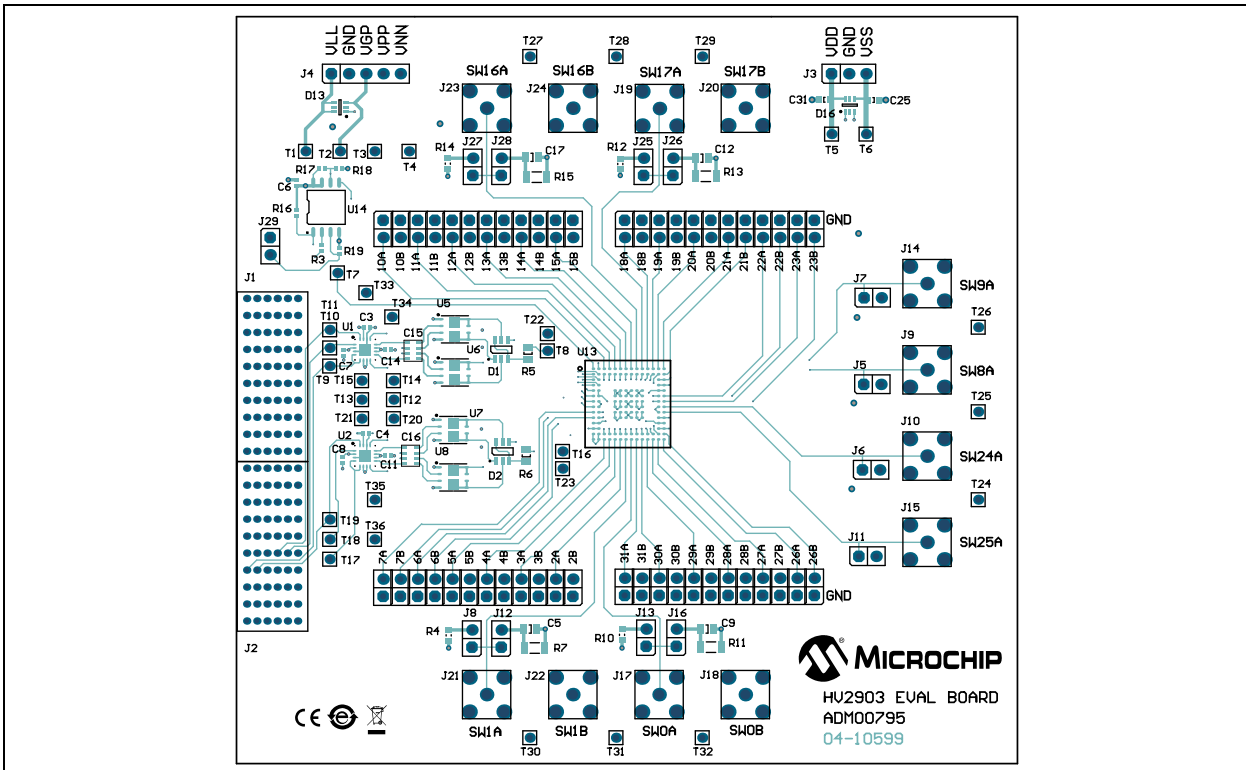 VLL
GND
VGP
VPP
VNN
J4
D13
T1
T2
T3
T4
T27
T28
T29
SW16A
SW16B
SW17A
SW17B
J23
J24
J19
J20
VDD
GND
VSS
J3
C31
C25
D16
T5
T6
R14
J27
J28
C17
R15
R12
J25
J26
C12
R13
R17
R18
C6
R16
U14
J29
R3
R19
T7
10A
10B
11A
11B
12A
12B
13A
13B
14A
14B
15A
15B
18A
18B
19A
19B
20A
20B
21A
21B
22A
22B
23A
23B
GND
J14
SW9A
J7
T26
J1
T33
T34
T11
T10
U1
C3
C7
C14
C15
T9
U5
U6
D1
R5
T22
T8
U13
J9
SW8A
J5
T25
T15
T14
T13
T12
T21
T20
U2
C4
C8
C11
C16
U7
U8
D2
R6
T16
T23
J10
SW24A
J6
T24
T35
T19
T18
T36
T17
J15
SW25A
J11
7A
7B
6A
6B
5A
5B
4A
4B
3A
3B
2A
2B
31A
31B
30A
30B
29A
29B
28A
28B
27A
27B
26A
26B
GND
J2
R4
J8
J12
C5
R7
R10
J13
J16
C9
R11
J21
J22
J17
J18
SW1A
SW1B
SW0A
SW0B
T30
T31
T32
CE
e
MICROCHIP
HV2903 EVAL BOARD
ADM00795
04-10599